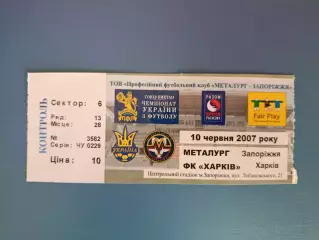 КОНТРОЛЬ
Сектор: 6
Ряд: 13
Місце: 28
№ 3582
Серія: ЧУ 0229
Ціна: 10
ТОВ «Професійний футбольний клуб «МЕТАЛУРГ - ЗАПОРІЖЖЯ»
ЧЕМПІОНАТ
УКРАЇНИ
З ФУТБОЛУ
Fair Play
УКРАЇНА
10 червня 2007 року
МЕТАЛУРГ Запоріжжя
ФК «ХАРКІВ» Харків
Центральний стадіон м.Запоріжжя, вул.